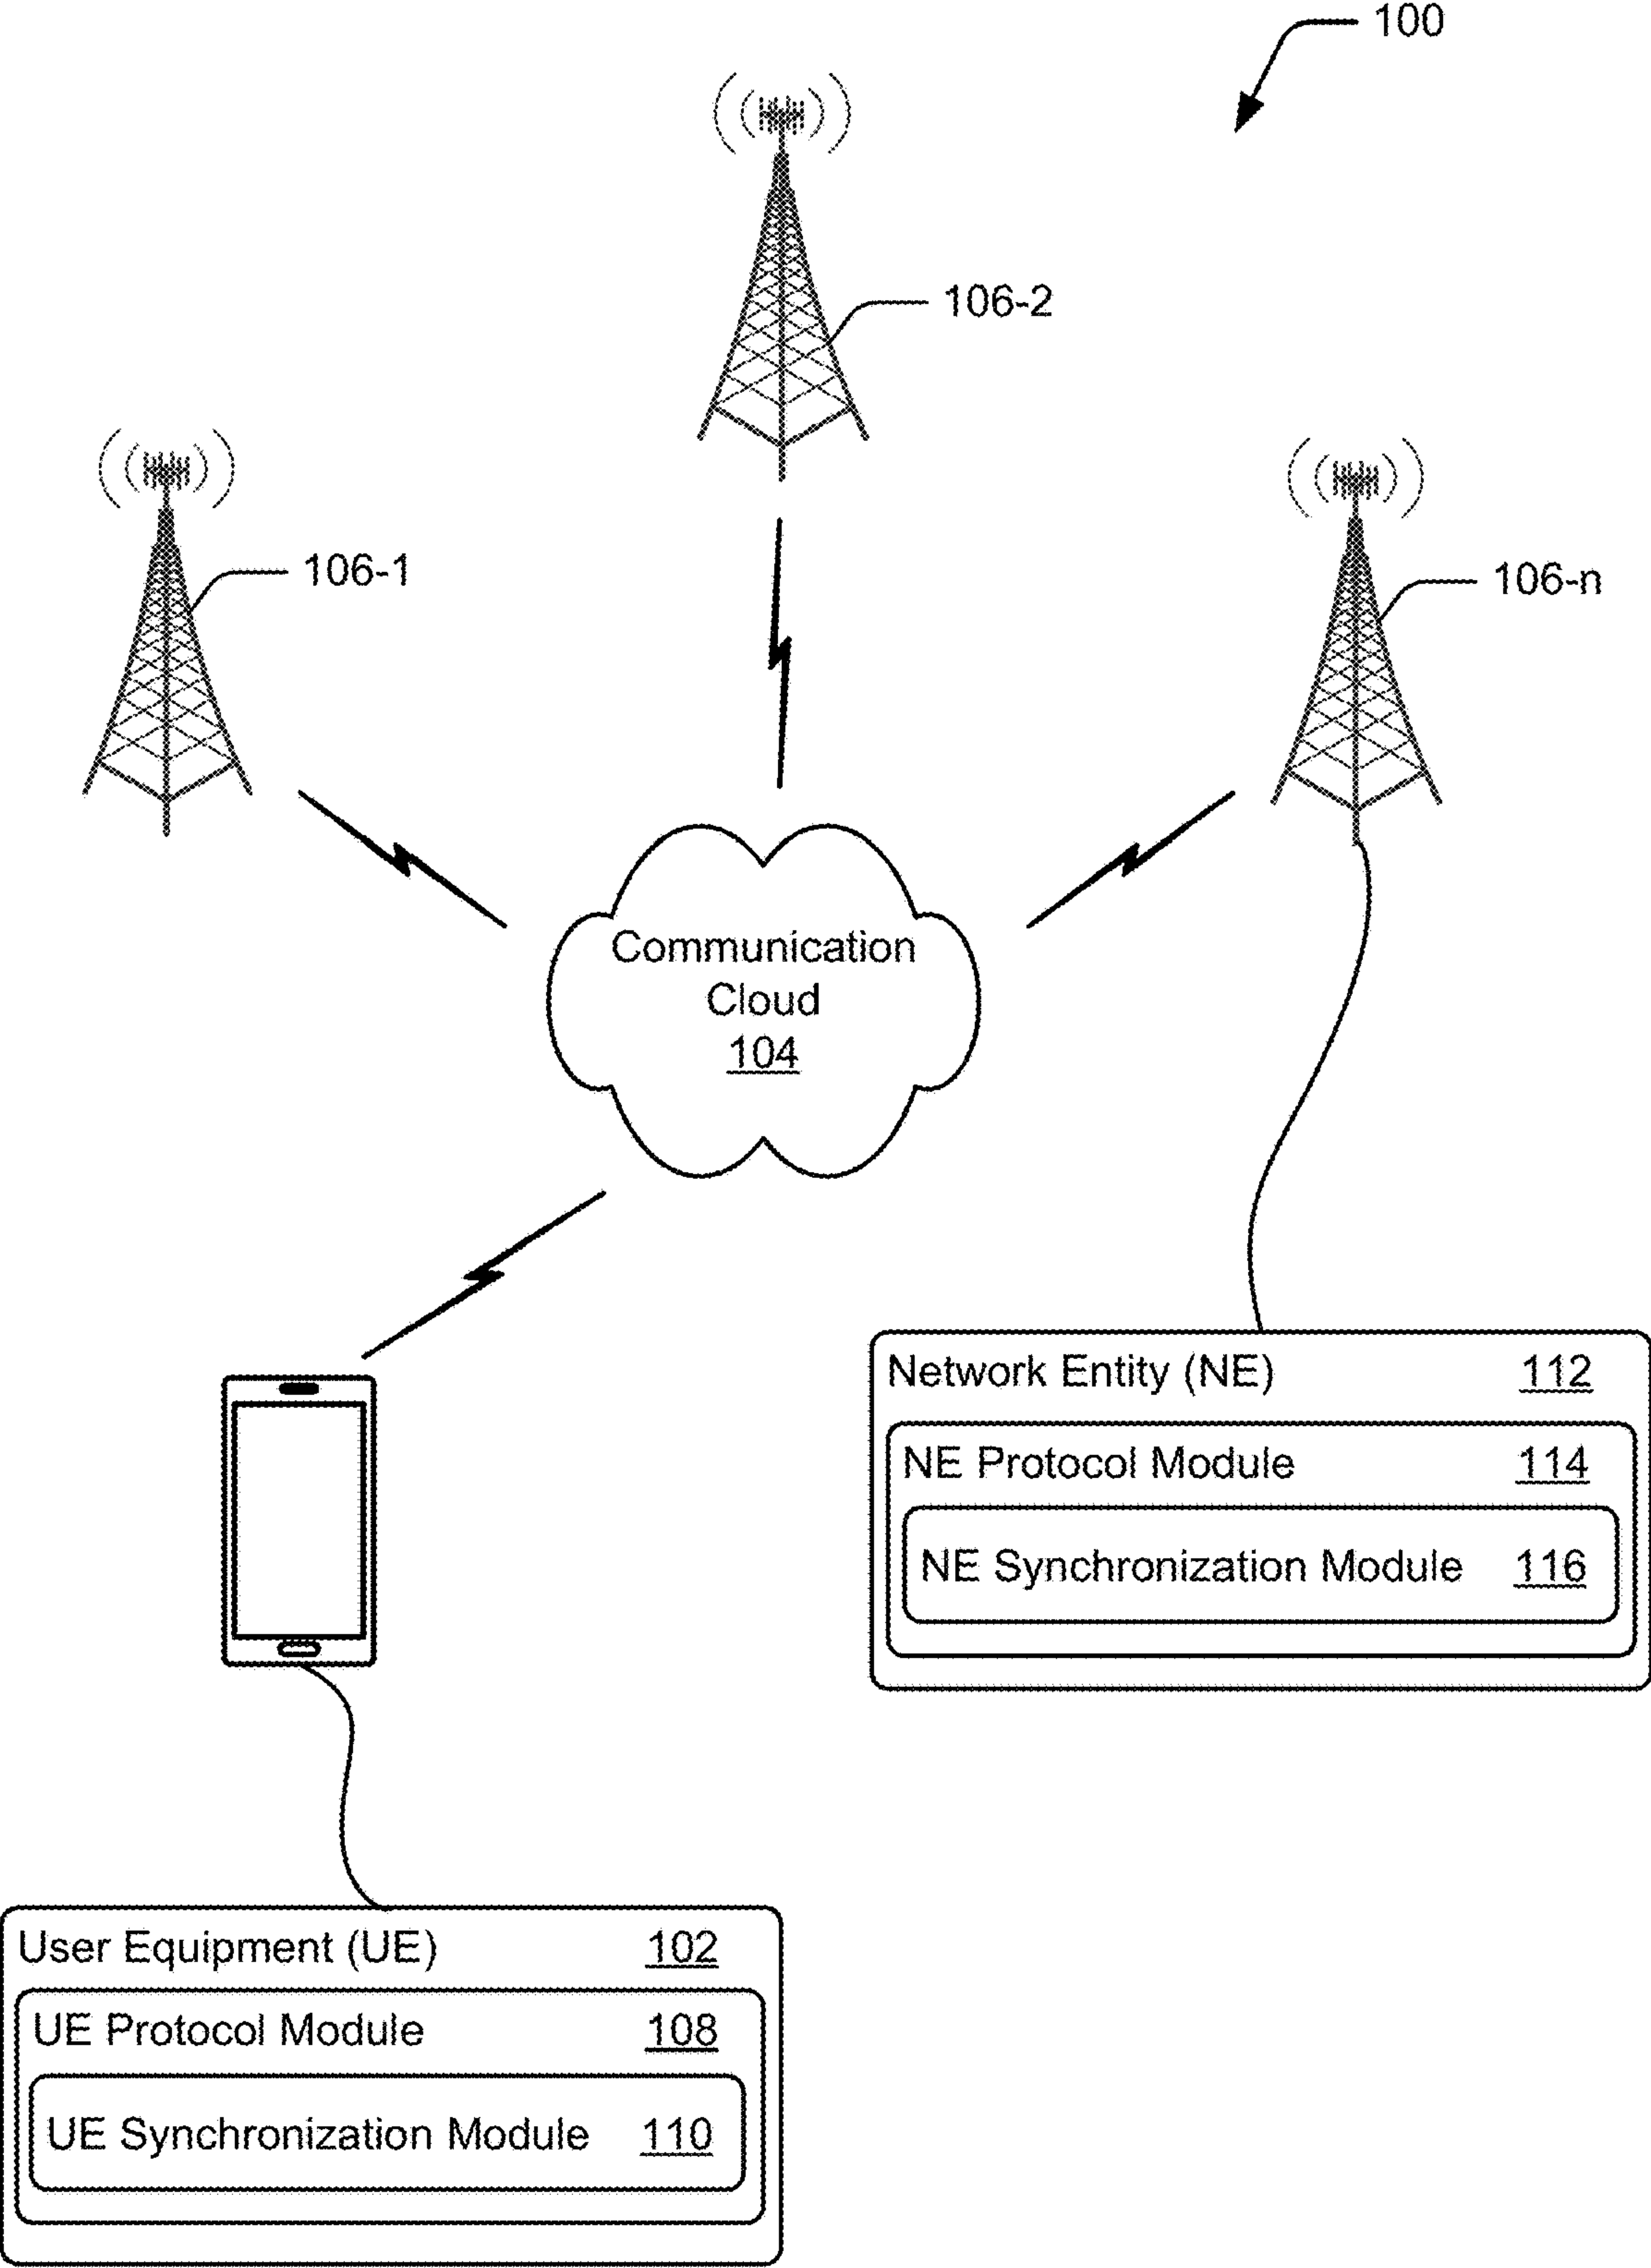 100
106-2
106-1
106-n
Communication
Cloud
104
Network Entity (NE) 112
NE Protocol Module 114
NE Synchronization Module 116
User Equipment (UE) 102
UE Protocol Module 108
UE Synchronization Module 110